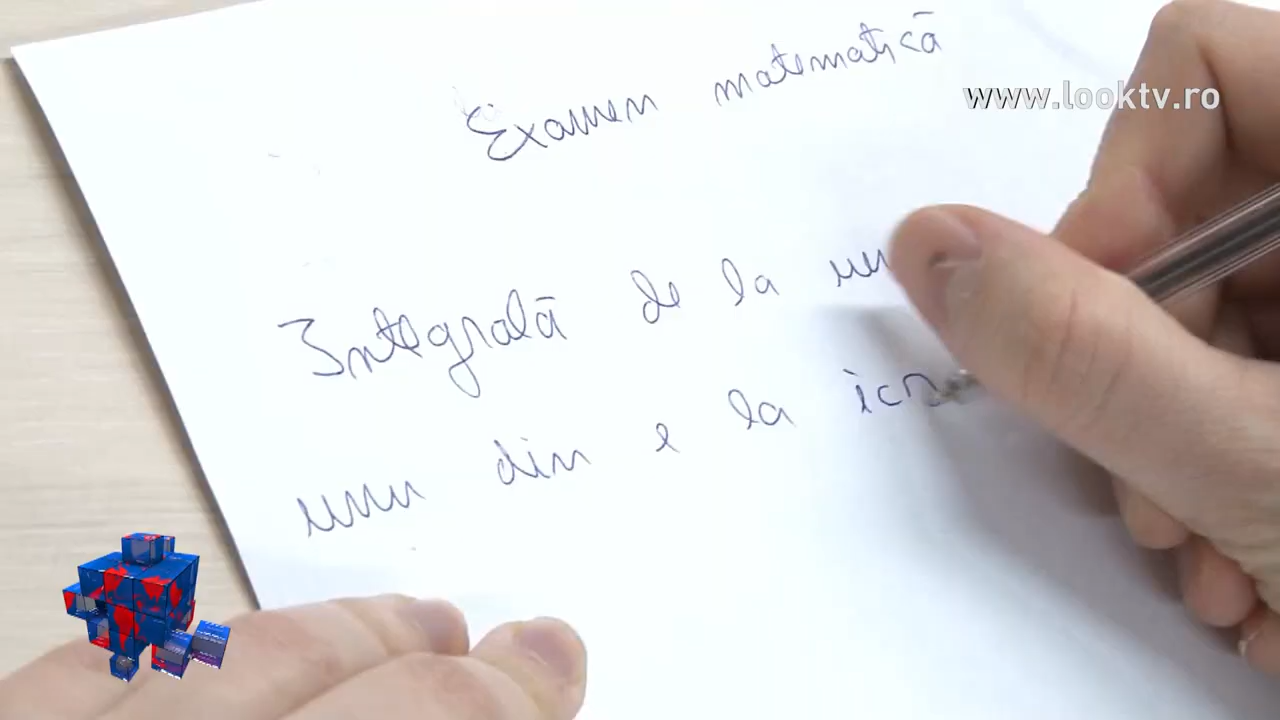 Examen matematică
www.looktv.ro
Integrală de la
unu din e la